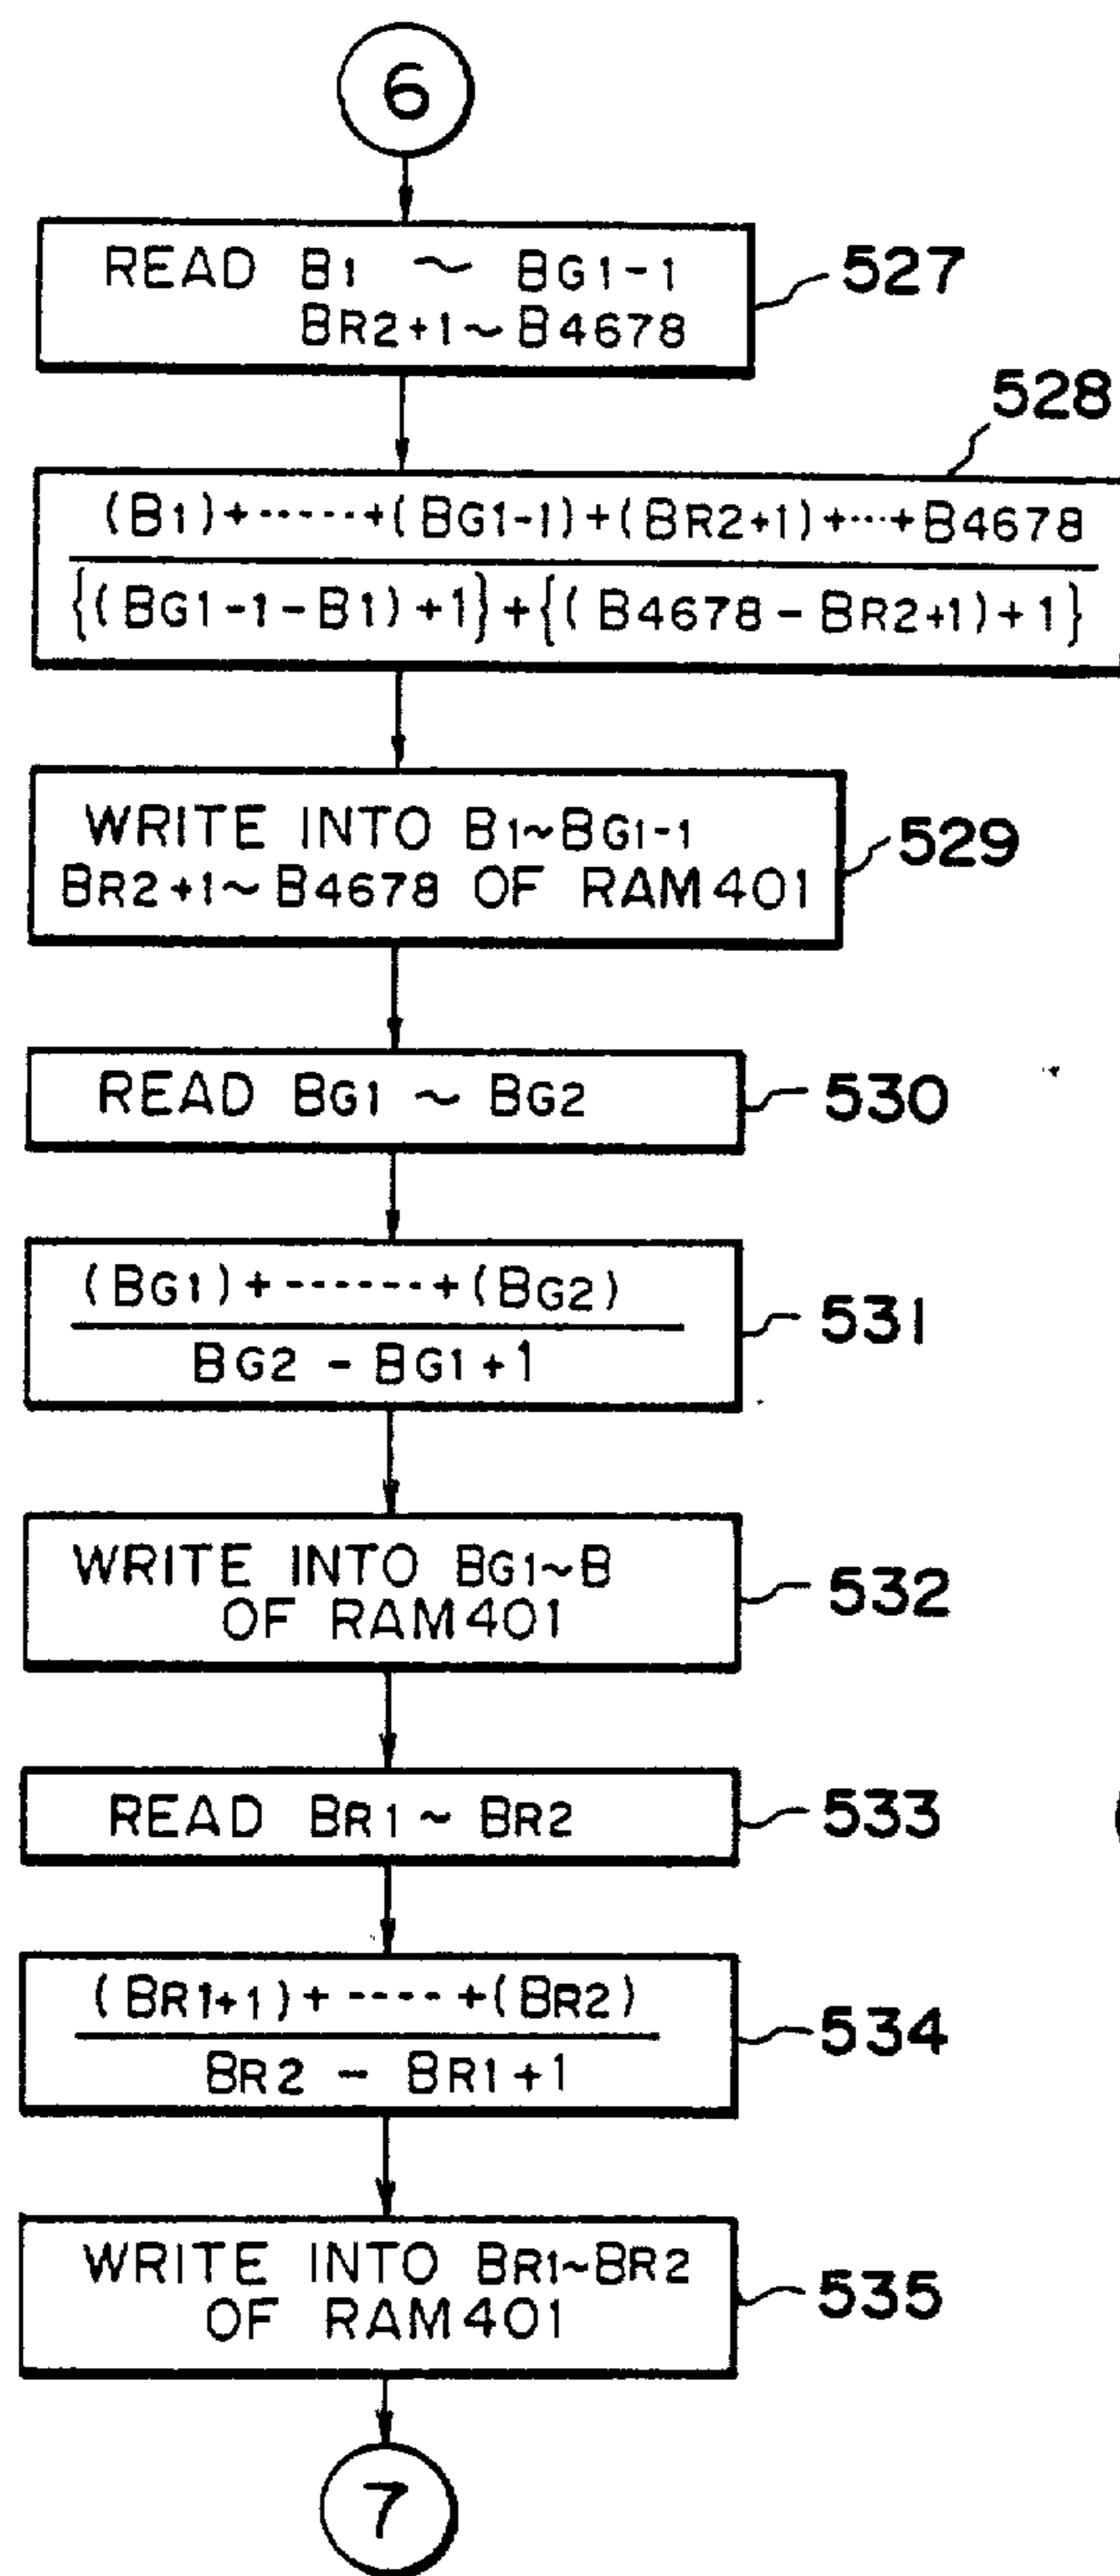 6
READ B1 ~ BG1-1
BR2+1~B4678
527
528
(B1)+-----+(BG1-1)+(BR2+1)+---+B4678
{(BG1-1-B1)+1}+{(B4678-BR2+1)+1}
WRITE INTO B1~BG1-1
BR2+1~B4678 OF RAM401
529
READ BG1 ~ BG2
530
(BG1)+------+(BG2)
BG2 - BG1+1
531
WRITE INTO BG1~B
OF RAM401
532
READ BR1~ BR2
533
(BR1+1)+ ---- +(BR2)
BR2 - BR1+1
534
WRITE INTO BR1~BR2
OF RAM401
535
7